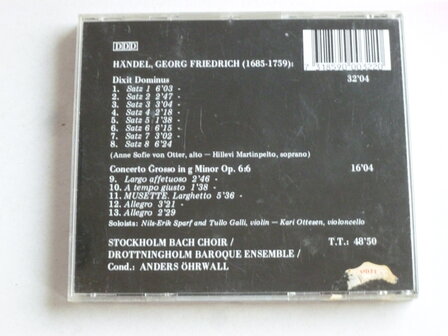 DDD
HÄNDEL, GEORG FRIEDRICH (1685-1759):
Dixit Dominus 32'04
1. Satz 1 6'03 -
2. Satz 2 2'47 -
3. Satz 3 3'04 -
4. Satz 4 2'18 -
5. Satz 5 1'38 -
6. Satz 6 6'15 -
7. Satz 7 3'02 -
8. Satz 8 6'24
(Anne Sofie von Otter, alto — Hillevi Martinpelto, soprano)
Concerto Grosso in g Minor Op. 6:6 16'04
9. Largo affetuoso 2'46 -
10. A tempo giusto 1'38 -
11. MUSETTE. Larghetto 5'36 -
12. Allegro 3'21 -
13. Allegro 2'29
Soloists: Nils-Erik Sparf and Tullo Galli, violin — Kari Ottesen, violoncello
STOCKHOLM BACH CHOIR / T.T.: 48'50
DROTTNINGHOLM BAROQUE ENSEMBLE /
Cond.: ANDERS ÖHRWALL